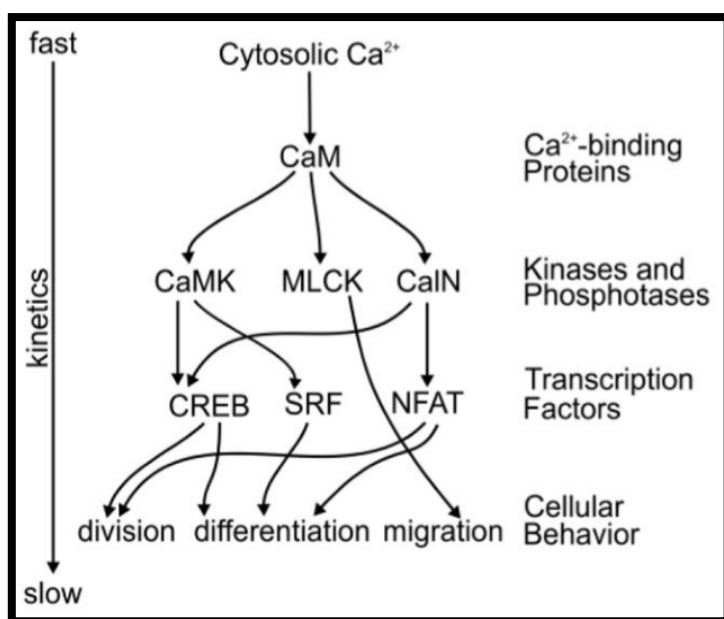 fast
Cytosolic Ca²⁺
CaM
Ca²⁺-binding
Proteins
kinetics
CaMK MLCK CalN
Kinases and
Phosphotases
CREB SRF NFAT
Transcription
Factors
division differentiation migration
Cellular
Behavior
slow